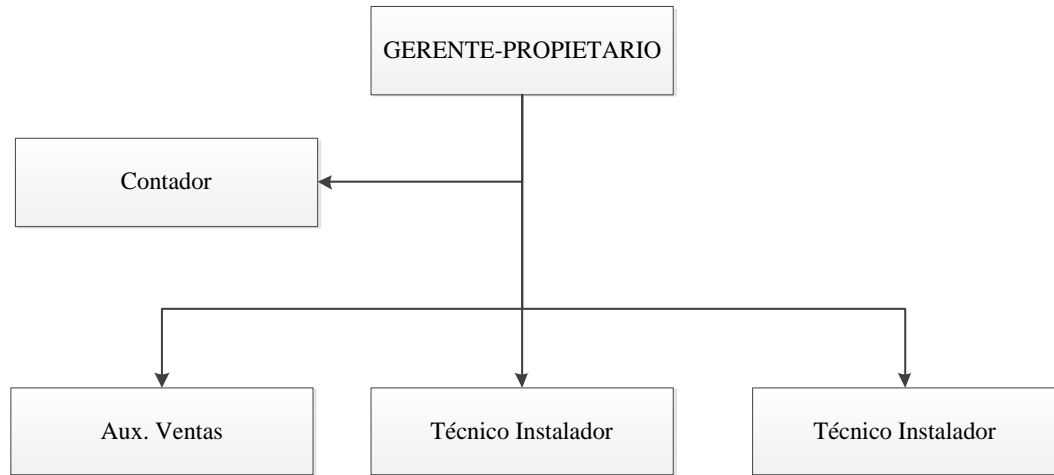 GERENTE-PROPIETARIO
Contador
Aux. Ventas
Técnico Instalador
Técnico Instalador